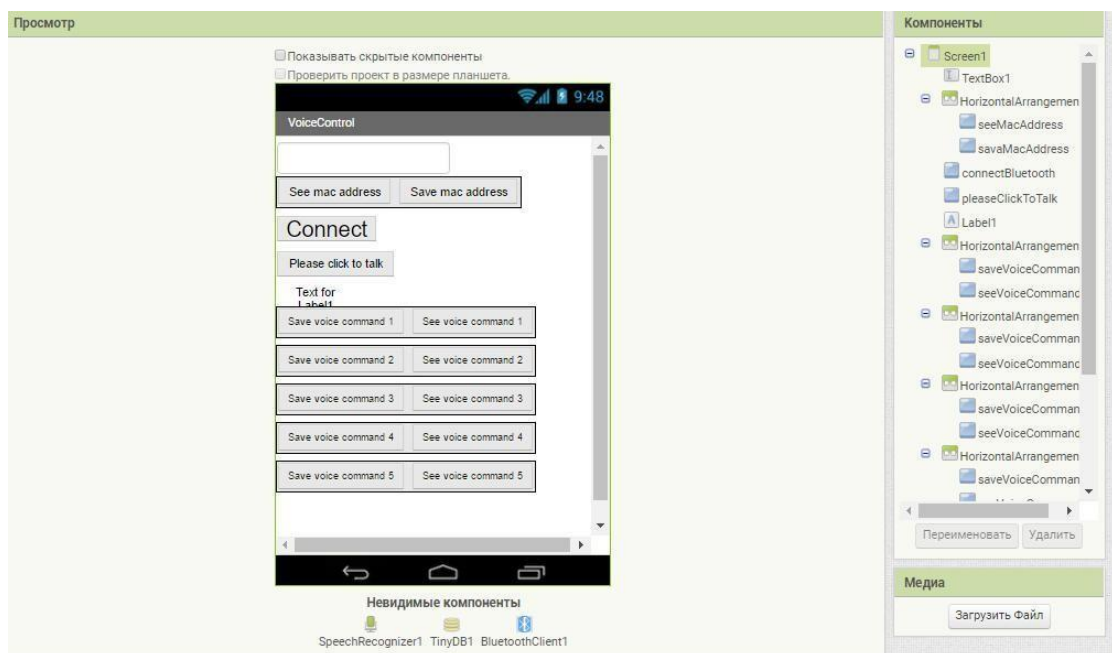 Просмотр
Показывать скрытые компоненты
Проверить проект в размере планшета.
9:48
VoiceControl
See mac address Save mac address
Connect
Please click to talk
Text for
Label1
Save voice command 1 See voice command 1
Save voice command 2 See voice command 2
Save voice command 3 See voice command 3
Save voice command 4 See voice command 4
Save voice command 5 See voice command 5
Невидимые компоненты
SpeechRecognizer1 TinyDB1 BluetoothClient1
Компоненты
Screen1
TextBox1
HorizontalArrangemen
seeMacAddress
savaMacAddress
connectBluetooth
pleaseClickToTalk
Label1
HorizontalArrangemen
saveVoiceComman
seeVoiceCommanc
HorizontalArrangemen
saveVoiceComman
seeVoiceCommanc
HorizontalArrangemen
saveVoiceComman
seeVoiceCommanc
HorizontalArrangemen
saveVoiceComman
Переименовать Удалить
Медиа
Загрузить Файл